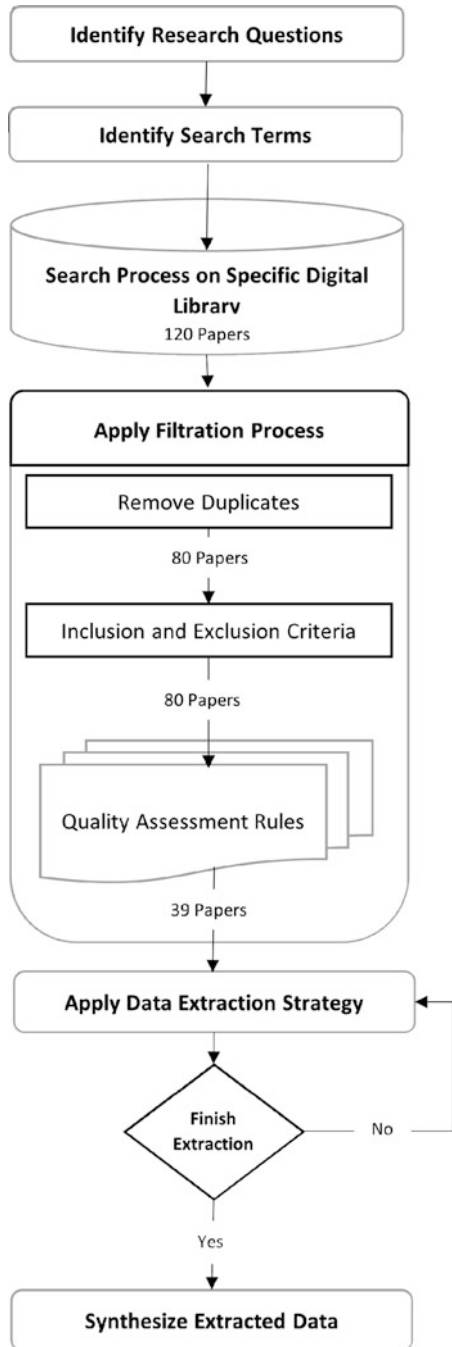 Identify Research Questions
Identify Search Terms
Search Process on Specific Digital
Library
120 Papers
Apply Filtration Process
Remove Duplicates
80 Papers
Inclusion and Exclusion Criteria
80 Papers
Quality Assessment Rules
39 Papers
Apply Data Extraction Strategy
Finish
Extraction
No
Yes
Synthesize Extracted Data